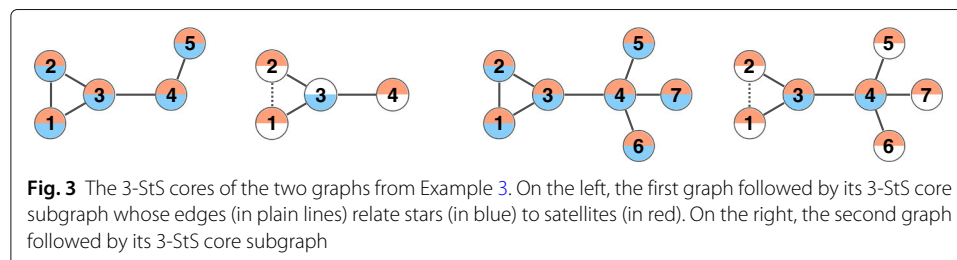 5 5 5
2 2 2 2
3 4 3 4 3 4 7 3 4 7
1 1 1 1
6 6
Fig. 3 The 3-StS cores of the two graphs from Example 3. On the left, the first graph followed by its 3-StS core
subgraph whose edges (in plain lines) relate stars (in blue) to satellites (in red). On the right, the second graph
followed by its 3-StS core subgraph